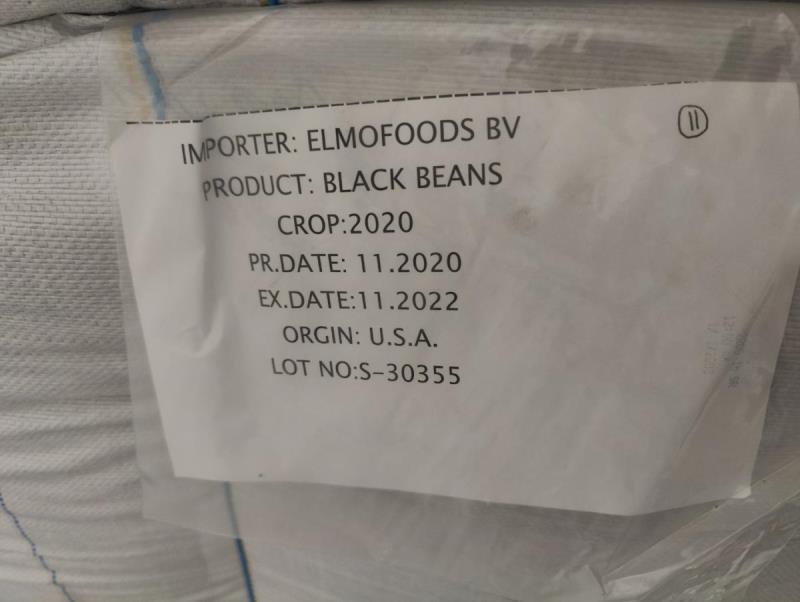 IMPORTER: ELMOFOODS BV
11
PRODUCT: BLACK BEANS
CROP:2020
PR.DATE: 11.2020
EX.DATE:11.2022
ORGIN: U.S.A.
LOT NO:S-30355